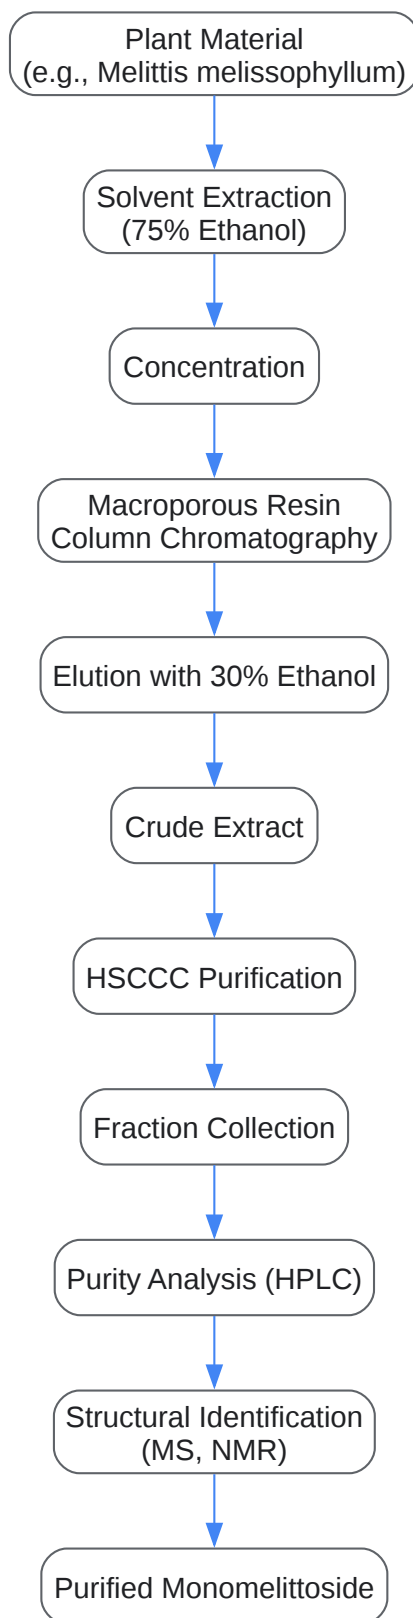 Plant Material
(e.g., Melittis melissophyllum)
Solvent Extraction
(75% Ethanol)
Concentration
Macroporous Resin
Column Chromatography
Elution with 30% Ethanol
Crude Extract
HSCCC Purification
Fraction Collection
Purity Analysis (HPLC)
Structural Identification
(MS, NMR)
Purified Monomelittoside